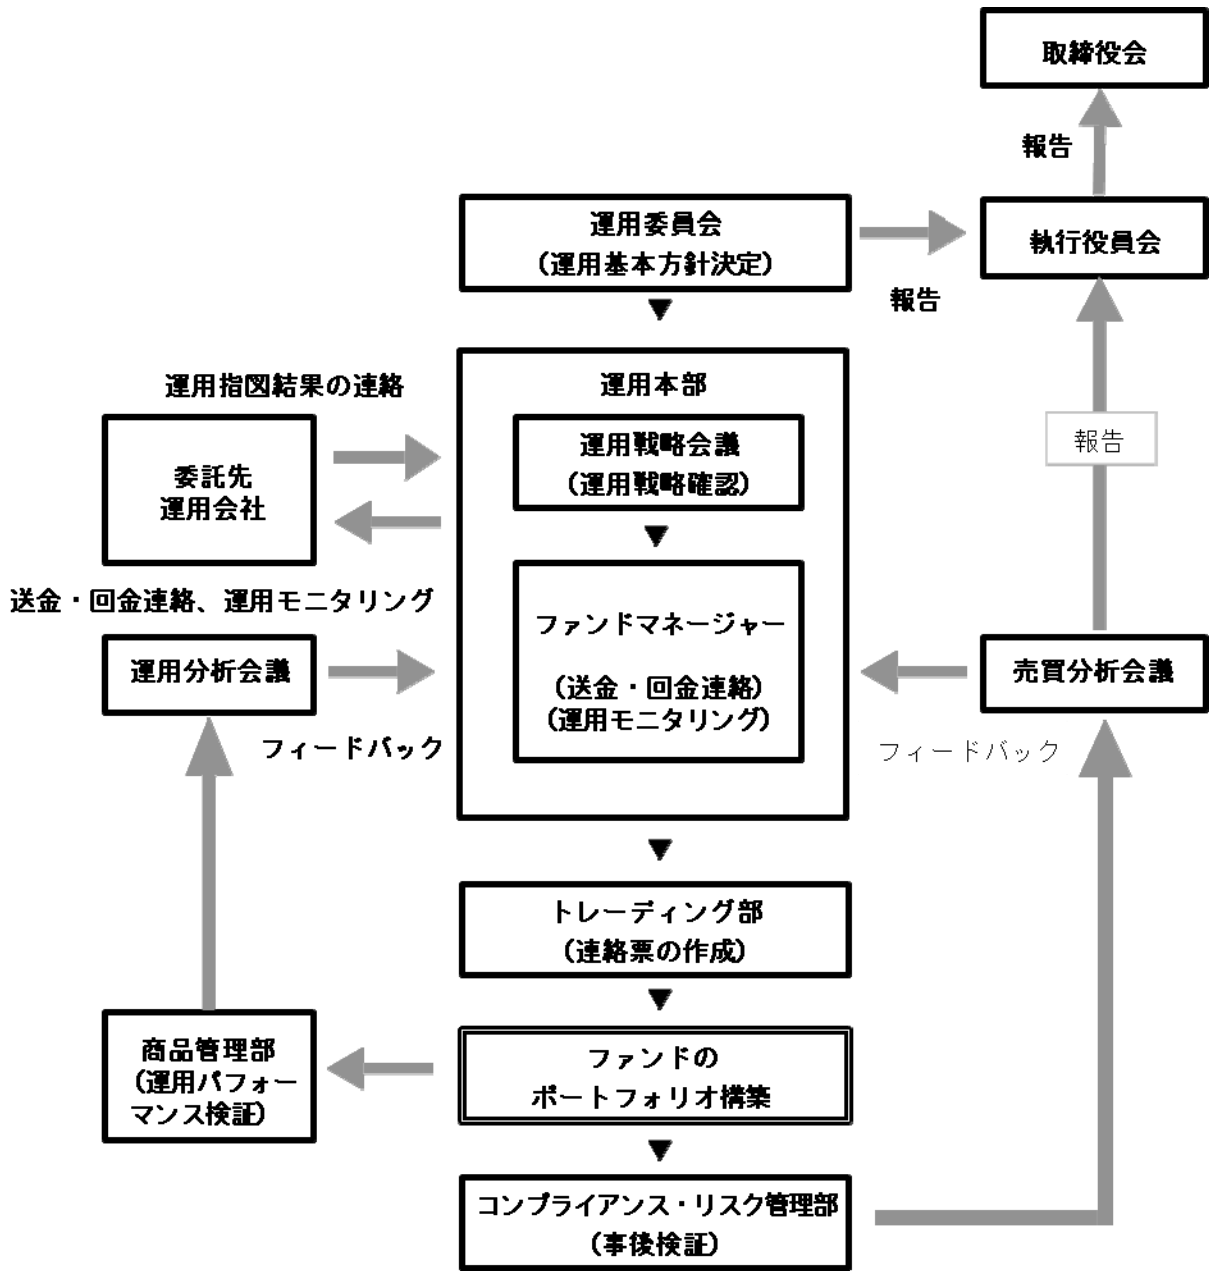 取締役会
報告
運用委員会
（運用基本方針決定）
執行役員会
報告
運用指図結果の連絡
運用本部
委託先
運用会社
運用戦略会議
（運用戦略確認）
報告
送金・回金連絡、運用モニタリング
ファンドマネージャー
（送金・回金連絡）
（運用モニタリング）
運用分析会議
売買分析会議
フィードバック
フィードバック
トレーディング部
（連絡票の作成）
商品管理部
（運用パフォー
マンス検証）
ファンドの
ポートフォリオ構築
コンプライアンス・リスク管理部
（事後検証）